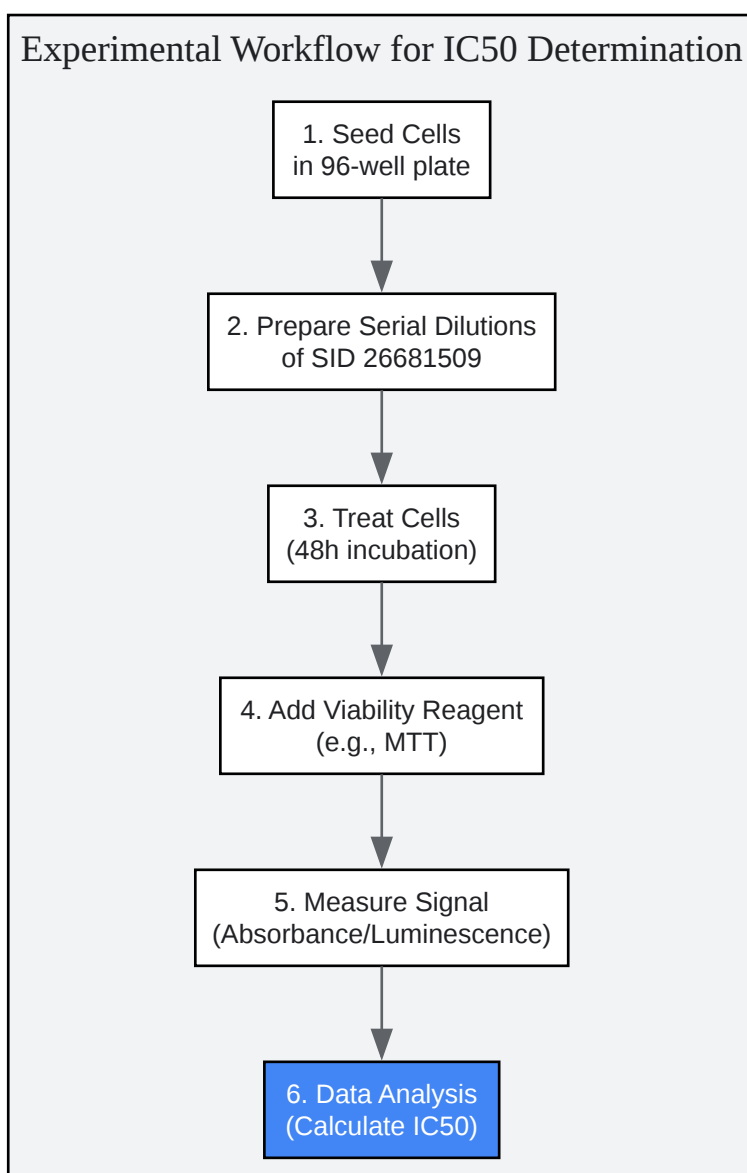 Experimental Workflow for IC50 Determination
1. Seed Cells
in 96-well plate
2. Prepare Serial Dilutions
of SID 26681509
3. Treat Cells
(48h incubation)
4. Add Viability Reagent
(e.g., MTT)
5. Measure Signal
(Absorbance/Luminescence)
6. Data Analysis
(Calculate IC50)